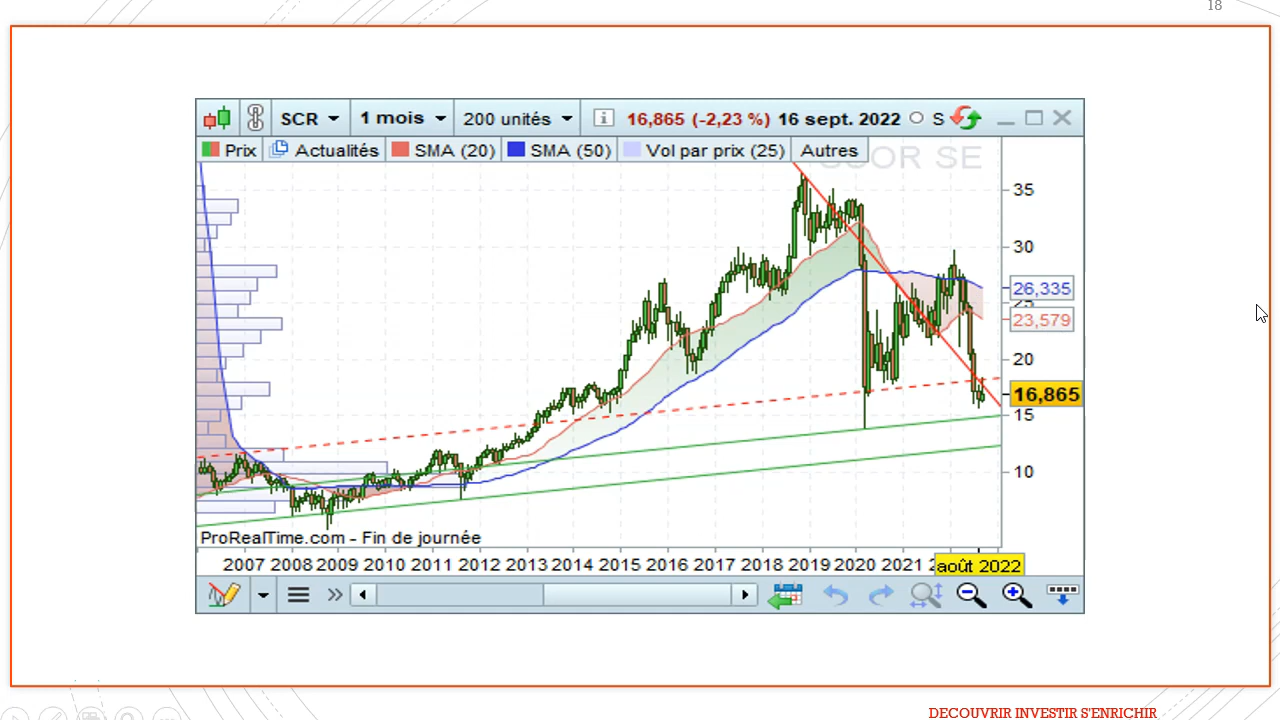 18
SCR 1 mois 200 unités 16,865 (-2,23 %) 16 sept. 2022 S
Prix Actualités SMA (20) SMA (50) Vol par prix (25) Autres
OR SE
35
30
26,335
23,579
20
16,865
15
10
ProRealTime.com - Fin de journée
2007 2008 2009 2010 2011 2012 2013 2014 2015 2016 2017 2018 2019 2020 2021 août 2022
DECOUVRIR INVESTIR S'ENRICHIR